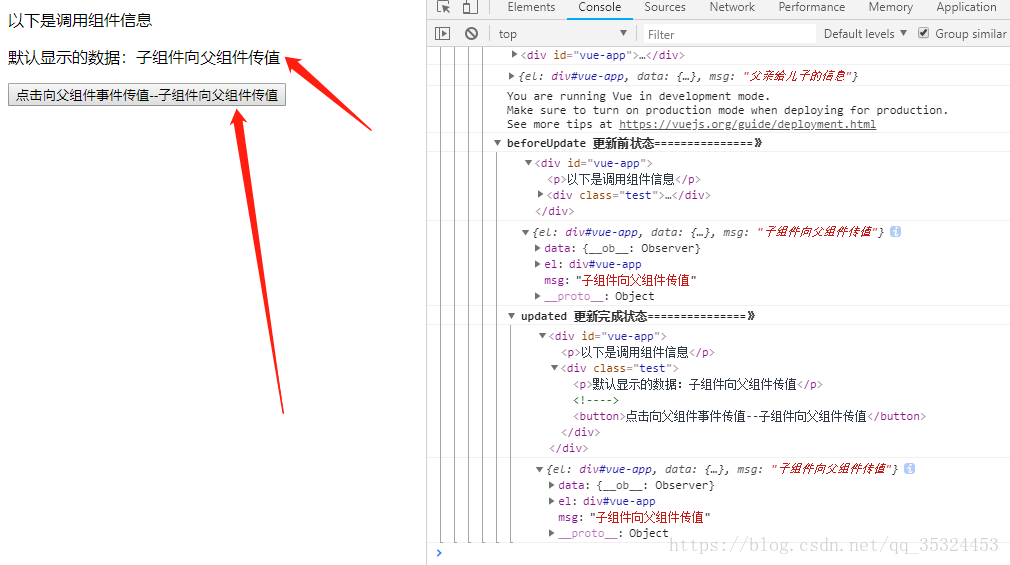 以下是调用组件信息
默认显示的数据：子组件向父组件传值
点击向父组件事件传值--子组件向父组件传值
Elements Console Sources Network Performance Memory Application
top Filter Default levels Group similar
<div id="vue-app">…</div>
{el: div#vue-app, data: {…}, msg: "父亲给儿子的信息"}
You are running Vue in development mode.
Make sure to turn on production mode when deploying for production.
See more tips at https://vuejs.org/guide/deployment.html
beforeUpdate 更新前状态===============》
<div id="vue-app">
<p>以下是调用组件信息</p>
<div class="test">…</div>
</div>
{el: div#vue-app, data: {…}, msg: "子组件向父组件传值"}
data: {__ob__: Observer}
el: div#vue-app
msg: "子组件向父组件传值"
__proto__: Object
updated 更新完成状态===============》
<div id="vue-app">
<p>以下是调用组件信息</p>
<div class="test">
<p>默认显示的数据：子组件向父组件传值</p>
<!---->
<button>点击向父组件事件传值--子组件向父组件传值</button>
</div>
</div>
{el: div#vue-app, data: {…}, msg: "子组件向父组件传值"}
data: {__ob__: Observer}
el: div#vue-app
msg: "子组件向父组件传值"
__proto__: Object
https://blog.csdn.net/qq_35324453